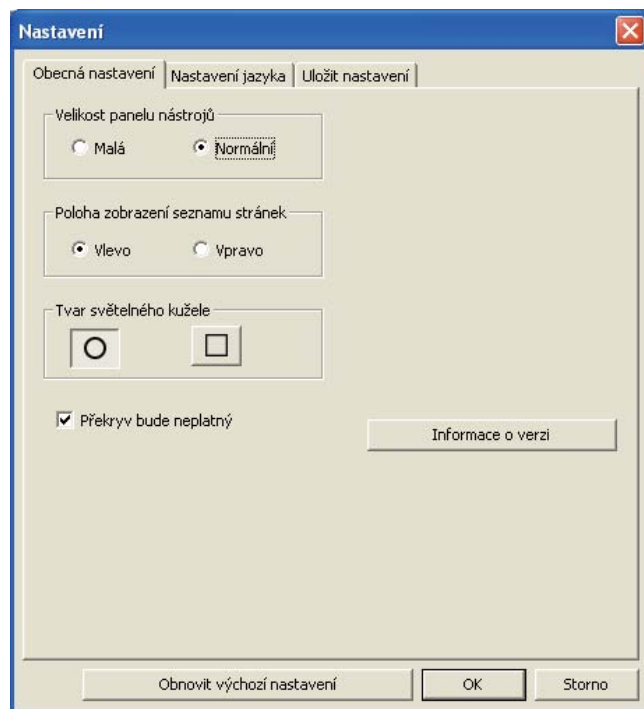 Nastavení
Obecná nastavení Nastavení jazyka Uložit nastavení
Velikost panelu nástrojů
Malá Normální
Poloha zobrazení seznamu stránek
Vlevo Vpravo
Tvar světelného kužele
Překryv bude neplatný
Informace o verzi
Obnovit výchozí nastavení OK Storno